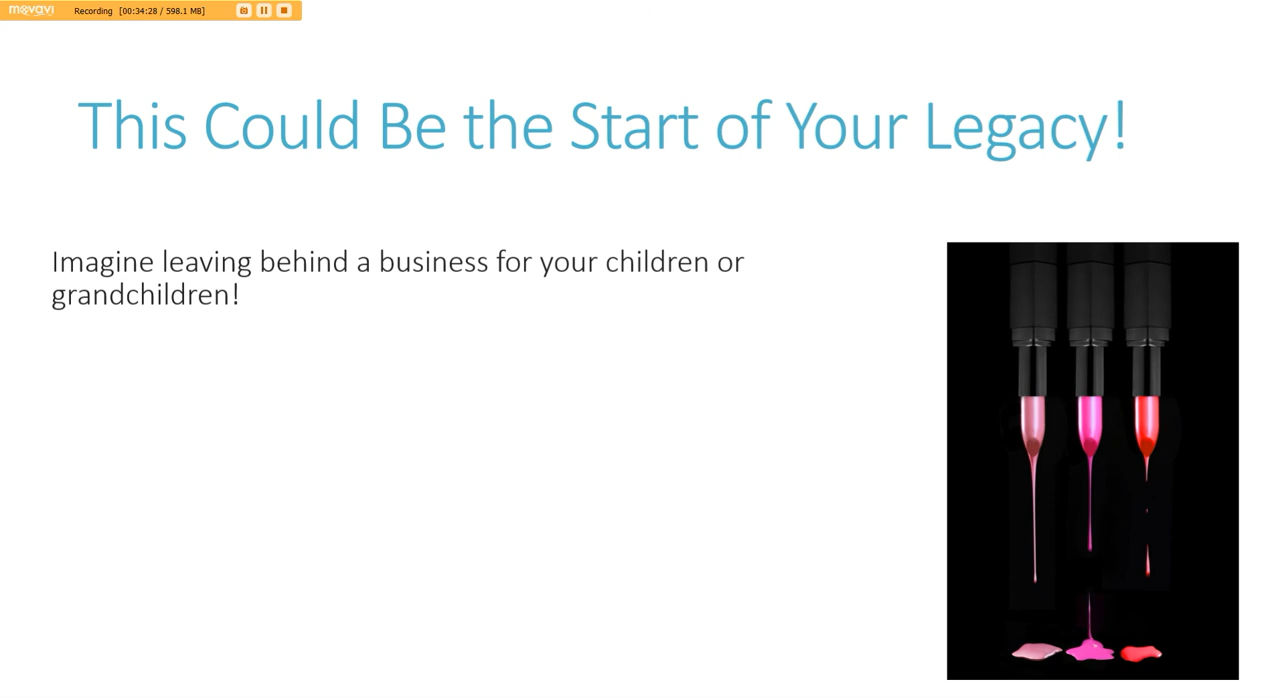 movavi
Recording [00:34:28 / 598.1 MB]
This Could Be the Start of Your Legacy!
Imagine leaving behind a business for your children or
grandchildren!